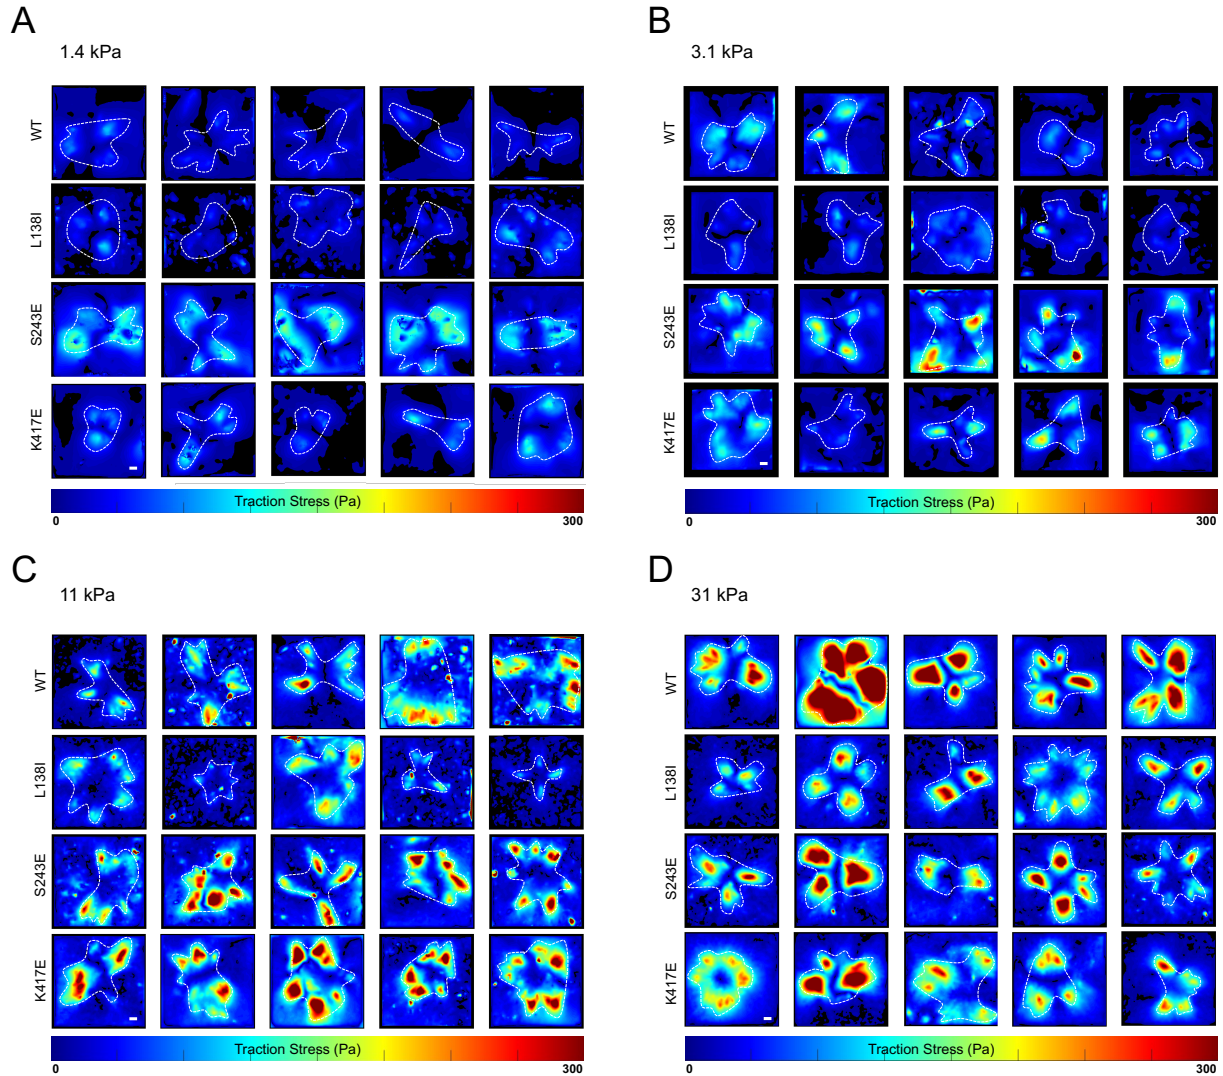 A
1.4 kPa
WT
L138I
S243E
K417E
Traction Stress (Pa)
0
300
B
3.1 kPa
WT
L138I
S243E
K417E
Traction Stress (Pa)
0
300
C
11 kPa
WT
L138I
S243E
K417E
Traction Stress (Pa)
0
300
D
31 kPa
WT
L138I
S243E
K417E
Traction Stress (Pa)
0
300